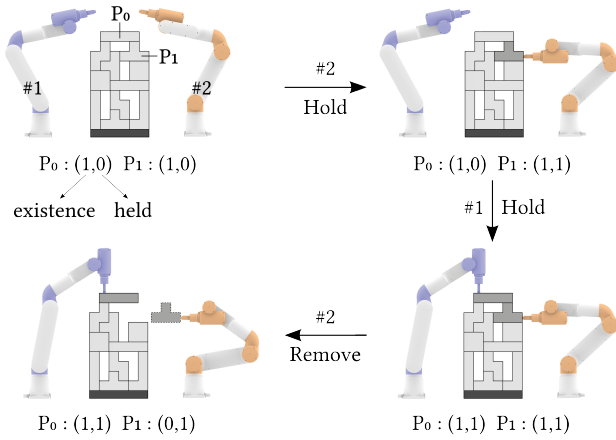 P₀
P₁
#1
#2
#2
Hold
P₀ : (1,0) P₁ : (1,0)
P₀ : (1,0) P₁ : (1,1)
existence held
#1 Hold
#2
Remove
P₀ : (1,1) P₁ : (0,1)
P₀ : (1,1) P₁ : (1,1)